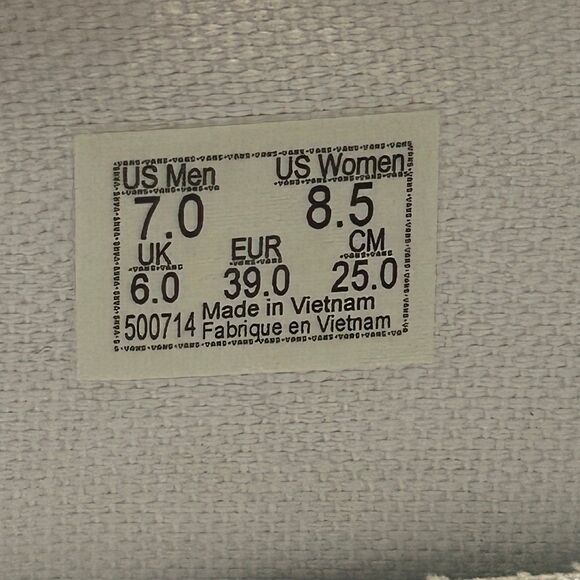 US Men US Women
7.0 8.5
UK EUR CM
6.0 39.0 25.0
500714 Made in Vietnam
Fabrique en Vietnam